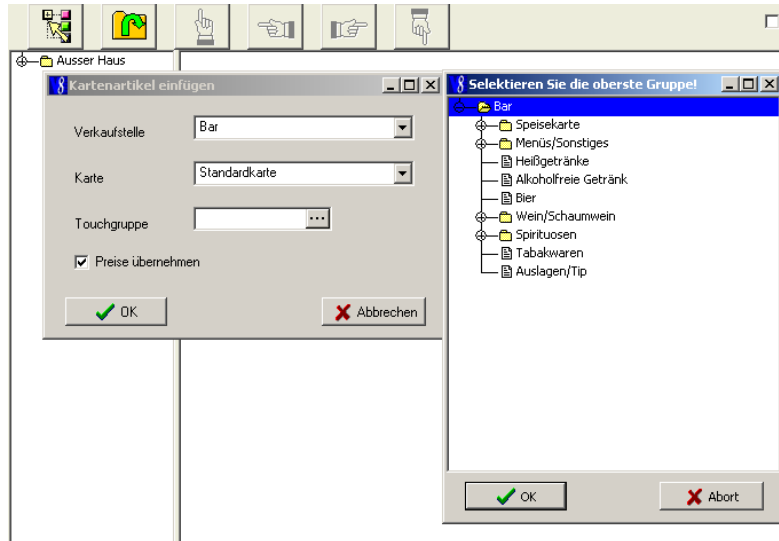 Ausser Haus
Kartenartikel einfügen
Verkaufstelle
Bar
Karte
Standardkarte
Touchgruppe
...
Preise übernehmen
OK
Abbrechen
Selektieren Sie die oberste Gruppe!
Bar
Speisekarte
Menüs/Sonstiges
Heißgetränke
Alkoholfreie Getränk
Bier
Wein/Schaumwein
Spirituosen
Tabakwaren
Auslagen/Tip
OK
Abort